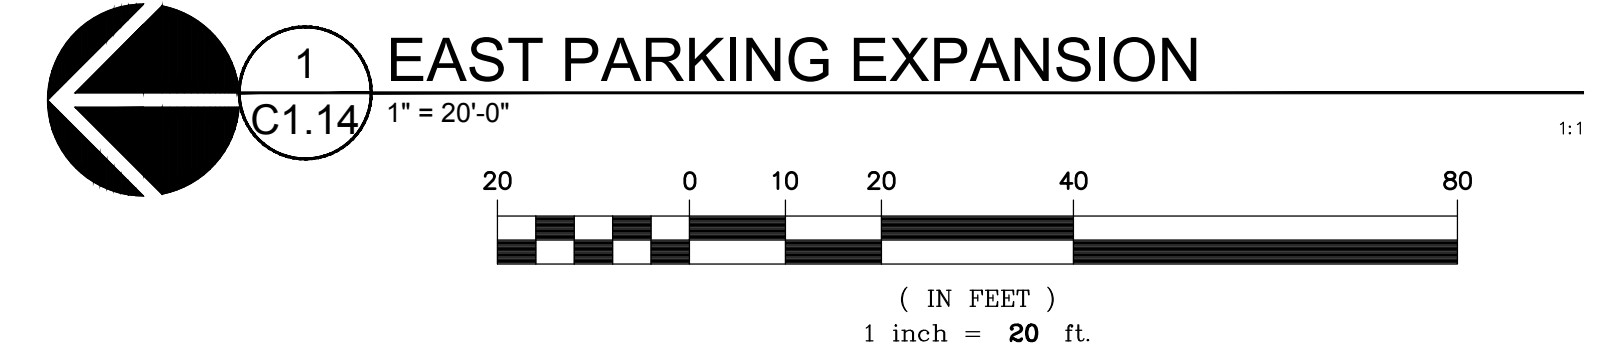 1
C1.14
EAST PARKING EXPANSION
1" = 20'-0"
1:1
20 0 10 20 40 80
( IN FEET )
1 inch = 20 ft.